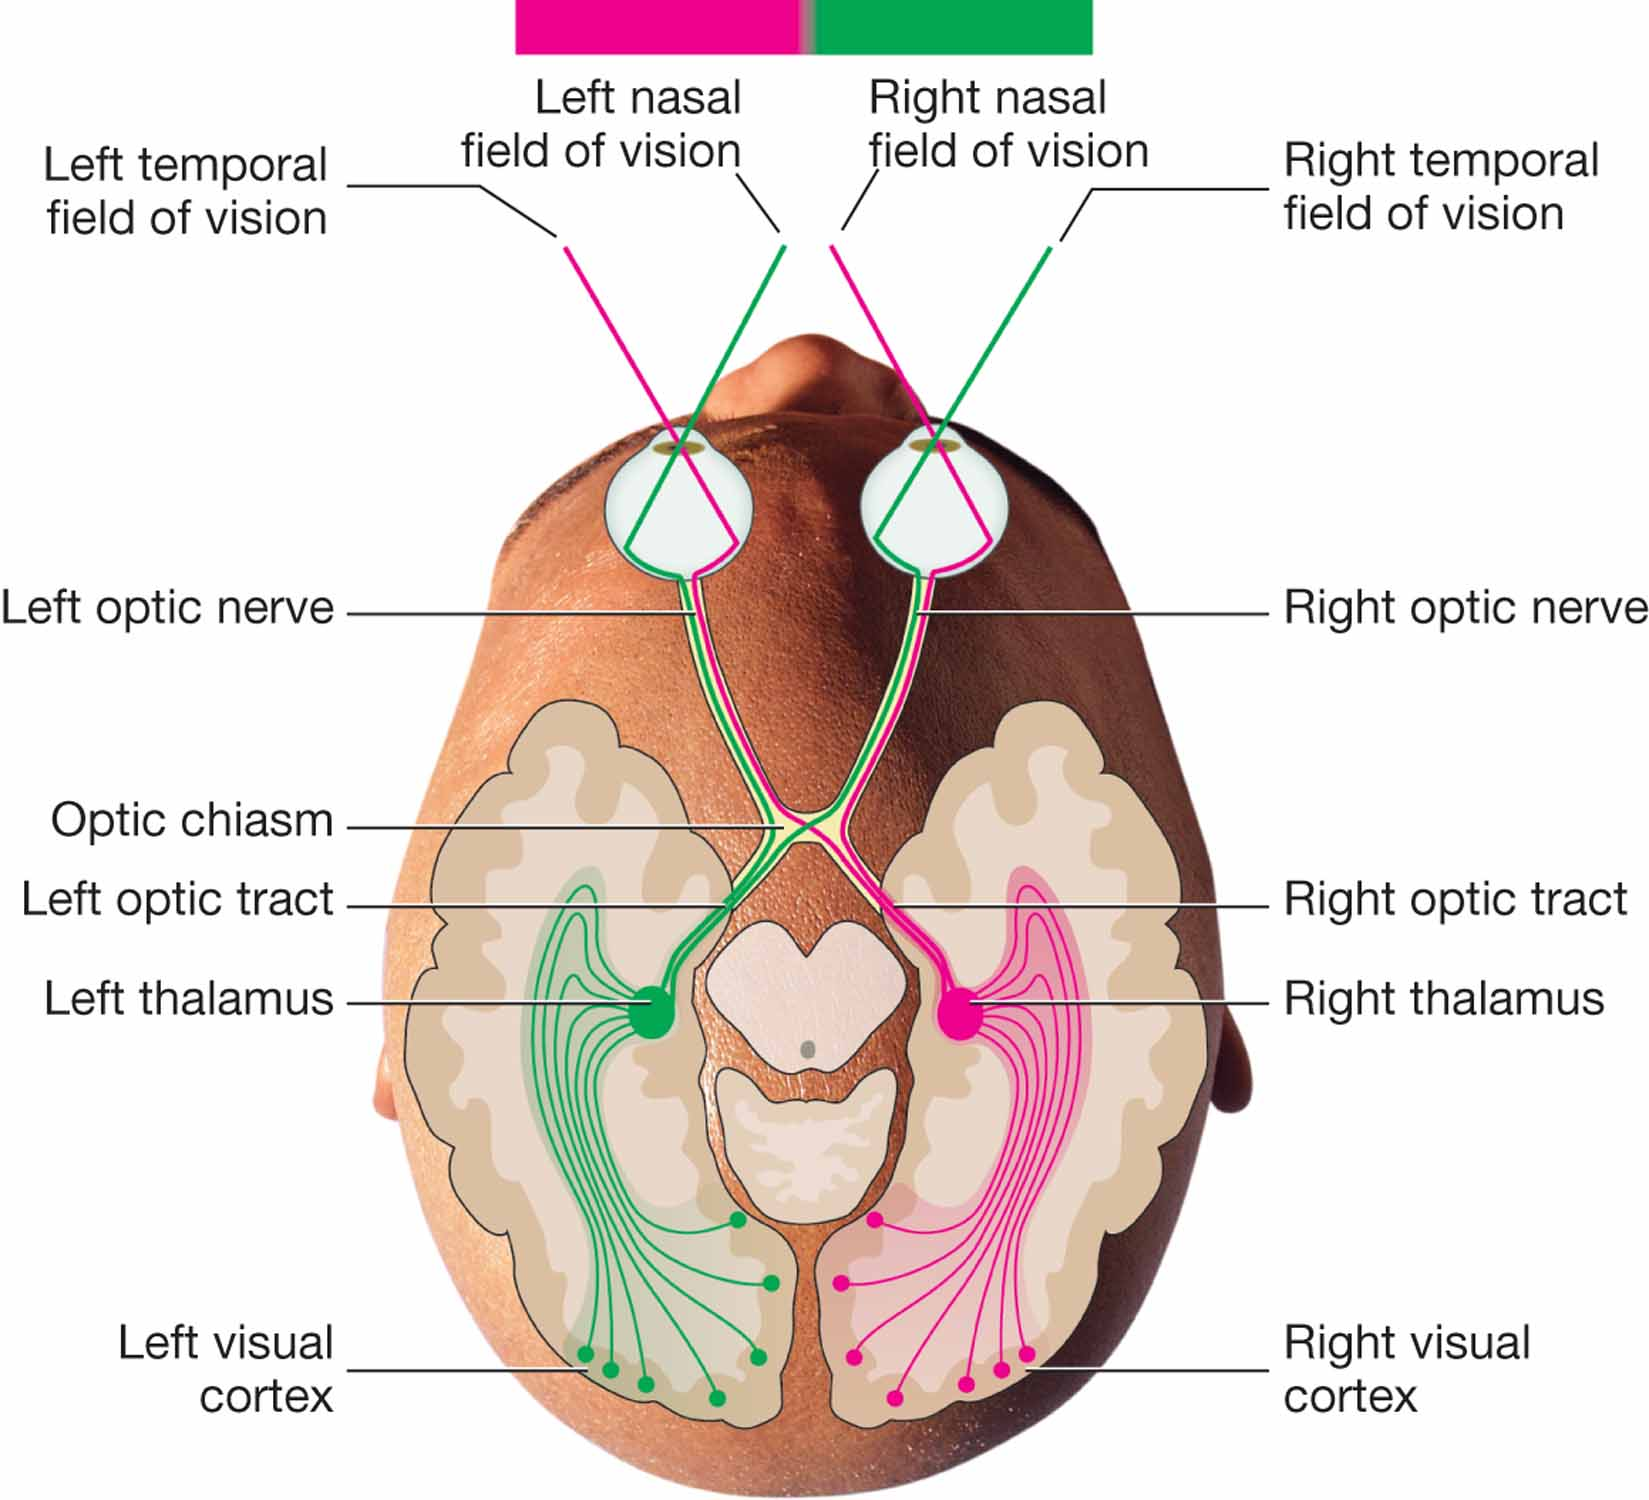 Left nasal
field of vision
Right nasal
field of vision
Left temporal
field of vision
Right temporal
field of vision
Left optic nerve
Right optic nerve
Optic chiasm
Left optic tract
Right optic tract
Left thalamus
Right thalamus
Left visual
cortex
Right visual
cortex